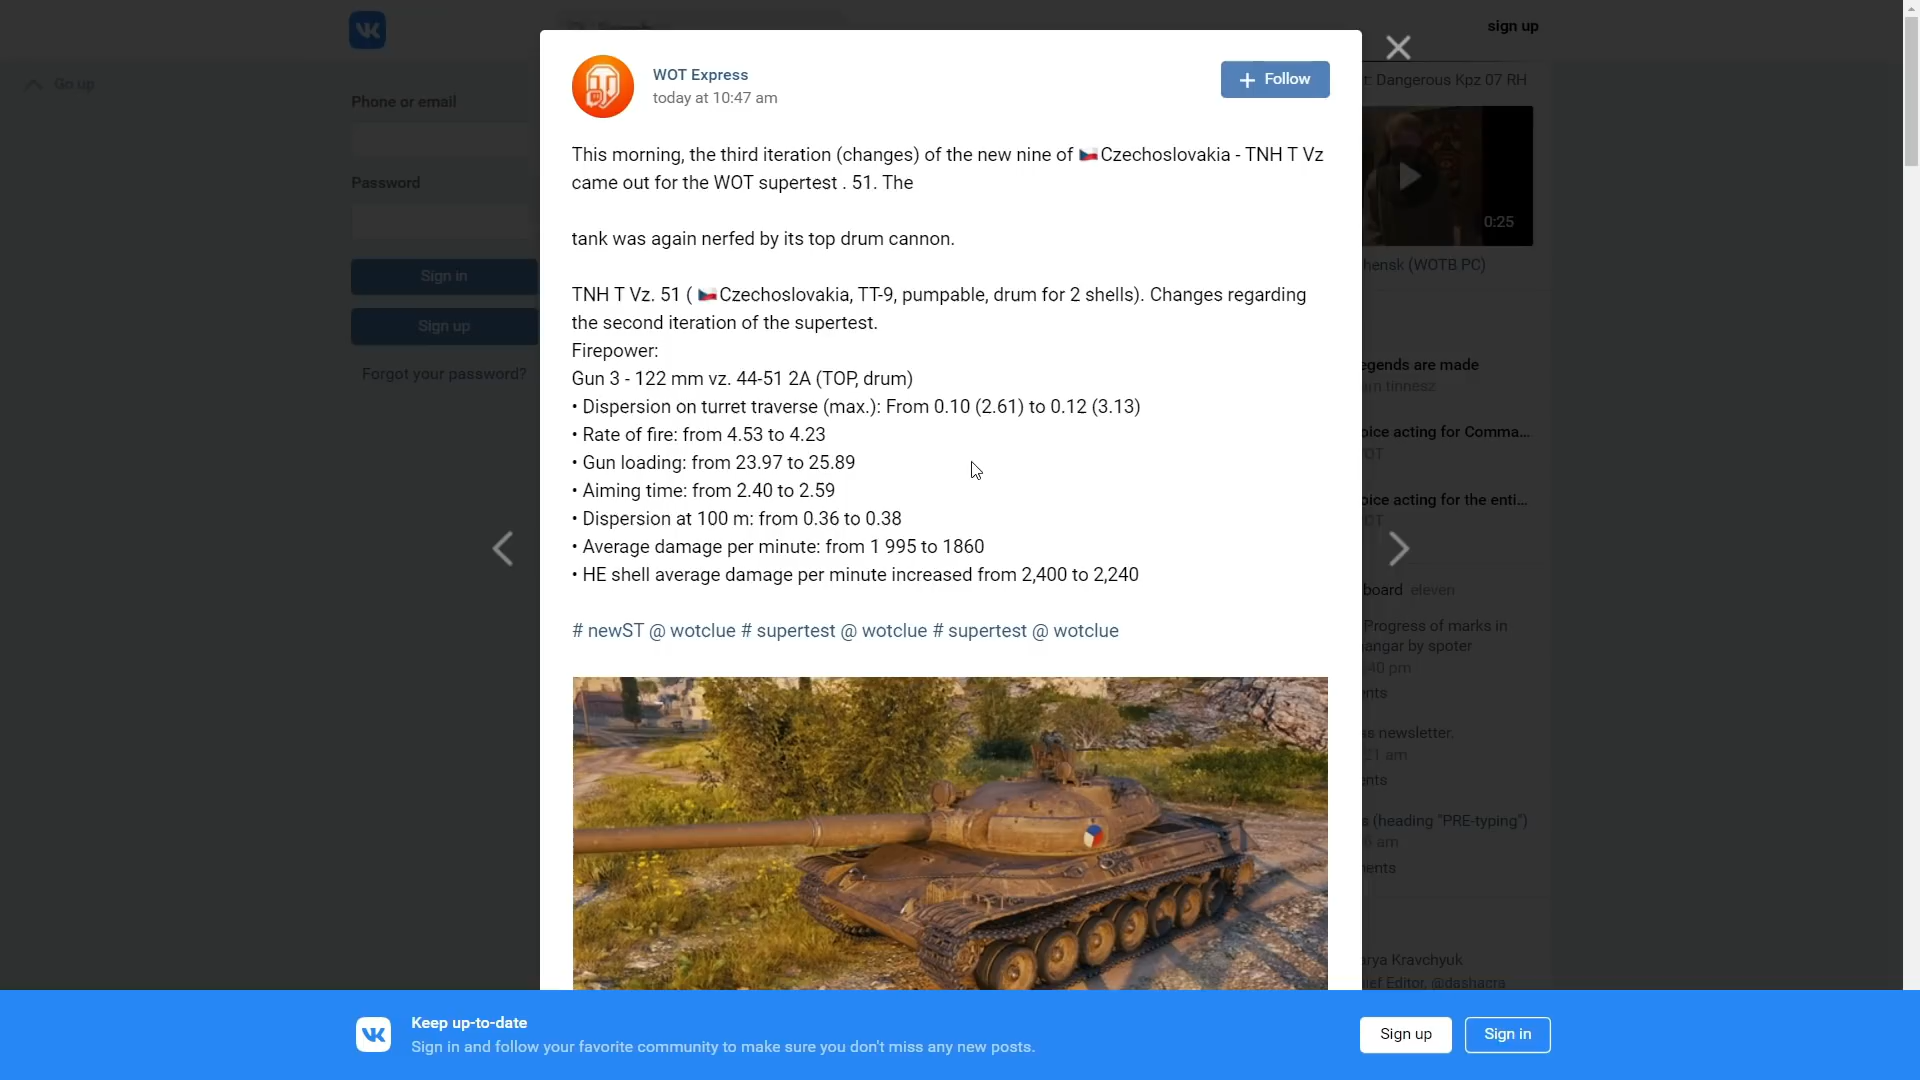 sign up
Go up
Phone or email
Password
Sign in
Sign up
Forgot your password?
WOT Express
today at 10:47 am
Follow
This morning, the third iteration (changes) of the new nine of 🇨🇿Czechoslovakia - TNH T Vz
came out for the WOT supertest . 51. The
tank was again nerfed by its top drum cannon.
TNH T Vz. 51 ( 🇨🇿Czechoslovakia, TT-9, pumpable, drum for 2 shells). Changes regarding
the second iteration of the supertest.
Firepower:
Gun 3 - 122 mm vz. 44-51 2A (TOP, drum)
• Dispersion on turret traverse (max.): From 0.10 (2.61) to 0.12 (3.13)
• Rate of fire: from 4.53 to 4.23
• Gun loading: from 23.97 to 25.89
• Aiming time: from 2.40 to 2.59
• Dispersion at 100 m: from 0.36 to 0.38
• Average damage per minute: from 1 995 to 1860
• HE shell average damage per minute increased from 2,400 to 2,240
# newST @ wotclue # supertest @ wotclue # supertest @ wotclue
: Dangerous Kpz 07 RH
0:25
(WOTB PC)
are made
tinnesz
acting for Comma...
acting for the enti...
board eleven
Progress of marks in
by spoter
40 pm
newsletter.
am
(heading "PRE-typing")
am
Kravchyuk
Editor, @dashacra
Keep up-to-date
Sign in and follow your favorite community to make sure you don't miss any new posts.
Sign up
Sign in